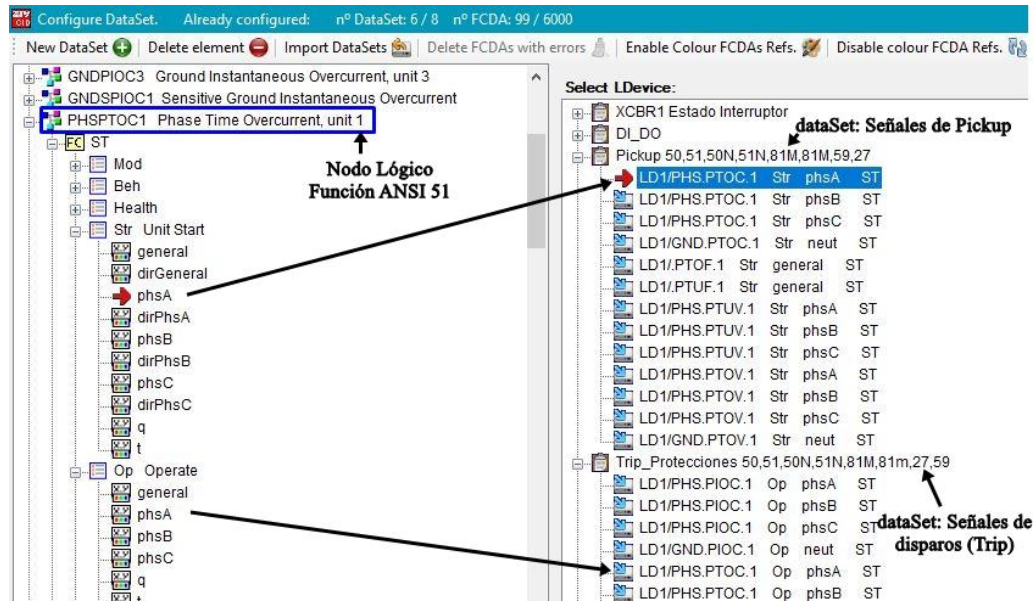 Configure DataSet. Already configured: nº DataSet: 6 / 8 nº FCDA: 99 / 6000
New DataSet Delete element Import DataSets Delete FCDAs with errors Enable Colour FCDAs Refs. Disable colour FCDA Refs.
GNDPIOC3 Ground Instantaneous Overcurrent, unit 3
GNDSPIOC1 Sensitive Ground Instantaneous Overcurrent
PHSPTOC1 Phase Time Overcurrent, unit 1
FC ST
Mod
Beh
Health
Str Unit Start
general
dirGeneral
phsA
dirPhsA
phsB
dirPhsB
phsC
dirPhsC
q
t
Op Operate
general
phsA
phsB
phsC
q
t
Nodo Lógico
Función ANSI 51
Select LDevice:
XCBR1 Estado Interruptor
dataSet: Señales de Pickup
DI_DO
Pickup 50,51,50N,51N,81M,81M,59,27
LD1/PHS.PTOC.1 Str phsA ST
LD1/PHS.PTOC.1 Str phsB ST
LD1/PHS.PTOC.1 Str phsC ST
LD1/GND.PTOC.1 Str neut ST
LD1/.PTOF.1 Str general ST
LD1/.PTUF.1 Str general ST
LD1/PHS.PTUV.1 Str phsA ST
LD1/PHS.PTUV.1 Str phsB ST
LD1/PHS.PTUV.1 Str phsC ST
LD1/PHS.PTOV.1 Str phsA ST
LD1/PHS.PTOV.1 Str phsB ST
LD1/PHS.PTOV.1 Str phsC ST
LD1/GND.PTOV.1 Str neut ST
Trip_Protecciones 50,51,50N,51N,81M,81m,27,59
LD1/PHS.PIOC.1 Op phsA ST
LD1/PHS.PIOC.1 Op phsB ST
LD1/PHS.PIOC.1 Op phsC ST
LD1/GND.PIOC.1 Op neut ST
LD1/PHS.PTOC.1 Op phsA ST
LD1/PHS.PTOC.1 Op phsB ST
dataSet: Señales de
disparos (Trip)